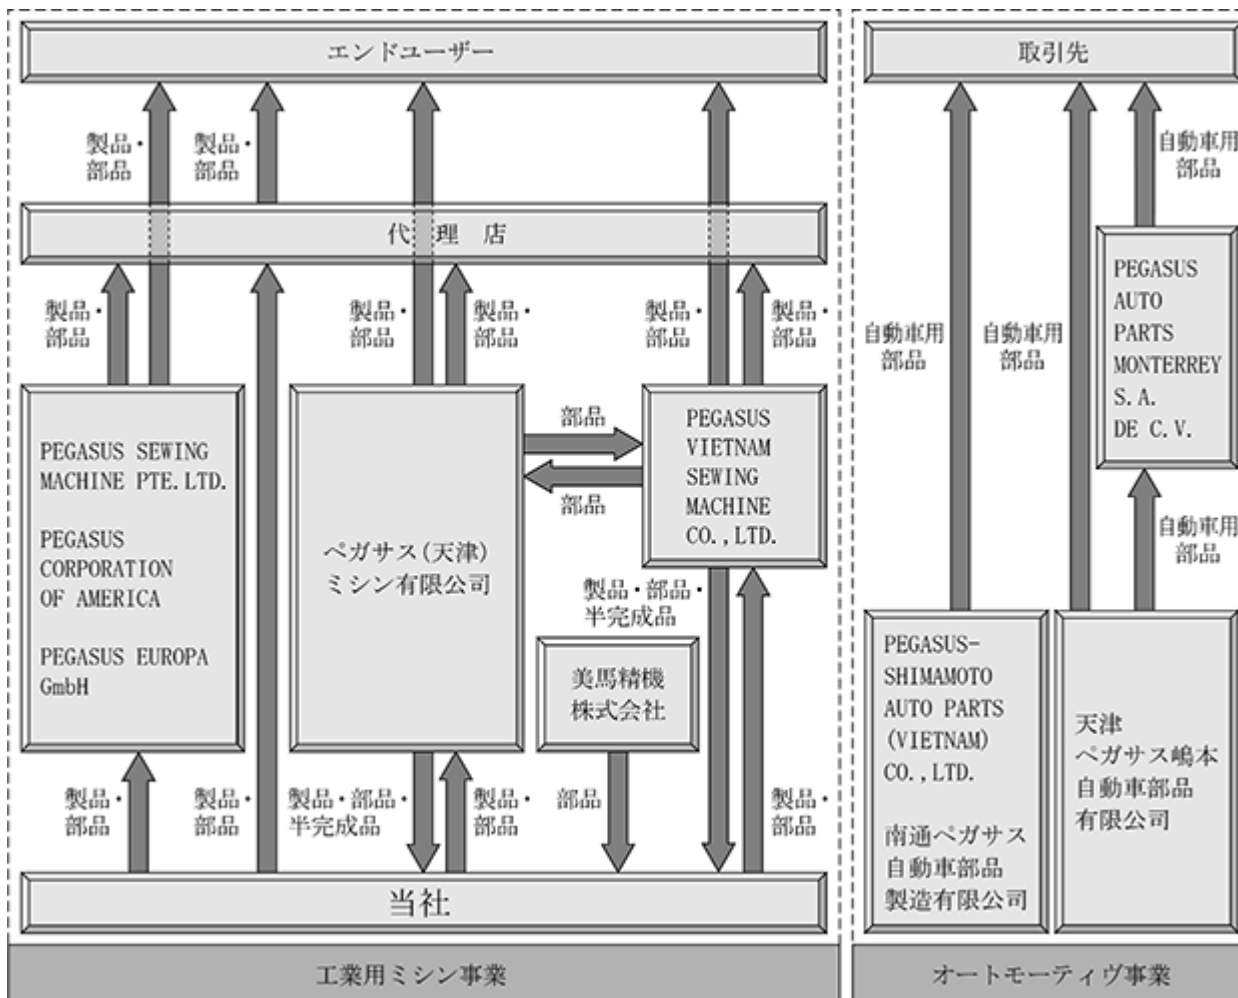 エンドユーザー
製品・
部品
製品・
部品
代理店
製品・
部品
製品・
部品
製品・
部品
製品・
部品
製品・
部品
PEGASUS SEWING
MACHINE PTE.LTD.
PEGASUS
CORPORATION
OF AMERICA
PEGASUS EUROPA
GmbH
ペガサス(天津)
ミシン有限公司
部品
部品
PEGASUS
VIETNAM
SEWING
MACHINE
CO.,LTD.
製品・部品・
半完成品
美馬精機
株式会社
製品・
部品
製品・
部品
製品・部品・
半完成品
製品・
部品
部品
製品・
部品
当社
工業用ミシン事業
取引先
自動車用
部品
自動車用
部品
自動車用
部品
PEGASUS
AUTO
PARTS
MONTERREY
S.A.
DE C.V.
自動車用
部品
PEGASUS-
SHIMAMOTO
AUTO PARTS
(VIETNAM)
CO.,LTD.
南通ペガサス
自動車部品
製造有限公司
天津
ペガサス嶋本
自動車部品
有限公司
オートモーティヴ事業